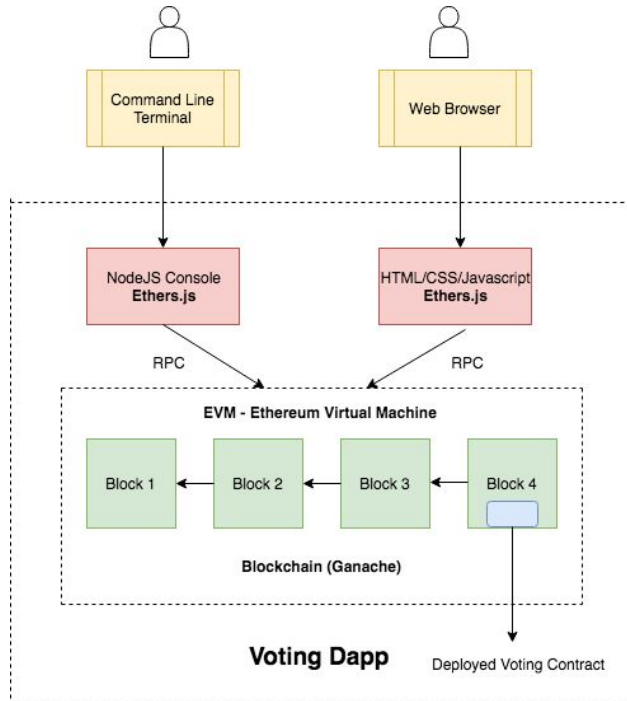 Command Line
Terminal
Web Browser
NodeJS Console
Ethers.js
HTML/CSS/Javascript
Ethers.js
RPC
RPC
EVM - Ethereum Virtual Machine
Block 1
Block 2
Block 3
Block 4
Blockchain (Ganache)
Voting Dapp
Deployed Voting Contract